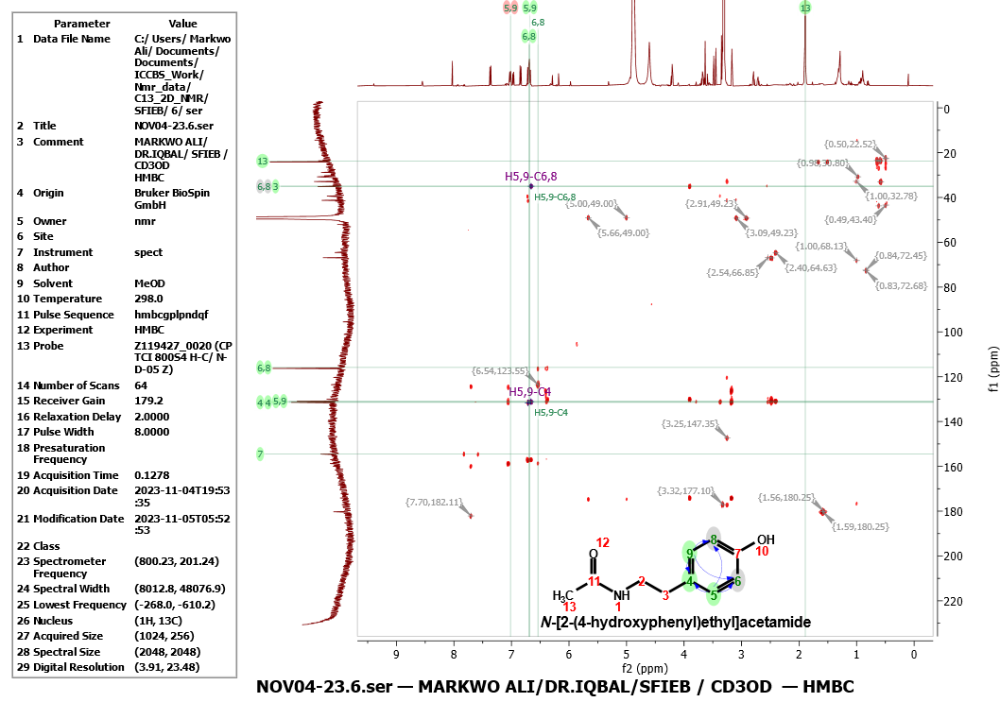 Parameter Value
1 Data File Name C:/ Users/ Markwo
Ali/ Documents/
Documents/
ICCBS_Work/
Nmr_data/
C13_2D_NMR/
SFIEB/ 6/ ser
2 Title NOV04-23.6.ser
3 Comment MARKWO ALI/
DR.IQBAL/ SFIEB /
CD3OD
HMBC
4 Origin Bruker BioSpin
GmbH
5 Owner nmr
6 Site
7 Instrument spect
8 Author
9 Solvent MeOD
10 Temperature 298.0
11 Pulse Sequence hmbcgplpndqf
12 Experiment HMBC
13 Probe Z119427_0020 (CP
TCI 800S4 H-C/ N-
D-05 Z)
14 Number of Scans 64
15 Receiver Gain 179.2
16 Relaxation Delay 2.0000
17 Pulse Width 8.0000
18 Presaturation
Frequency
19 Acquisition Time 0.1278
20 Acquisition Date 2023-11-04T19:53
:35
21 Modification Date 2023-11-05T05:52
:53
22 Class
23 Spectrometer
Frequency (800.23, 201.24)
24 Spectral Width (8012.8, 48076.9)
25 Lowest Frequency (-268.0, -610.2)
26 Nucleus (1H, 13C)
27 Acquired Size (1024, 256)
28 Spectral Size (2048, 2048)
29 Digital Resolution (3.91, 23.48)
5,9 5,9 13
6,8
6,8
13
6,8 3
6,8
4 4 5,9
7
H5,9-C6,8
H5,9-C6,8
H5,9-C4
H5,9-C4
{0.50,22.52}
{0.98,30.80}
{1.00,32.78}
{0.49,43.40}
{5.00,49.00}
{5.66,49.00}
{2.91,49.23}
{3.09,49.23}
{1.00,68.13}
{0.84,72.45}
{2.54,66.85}
{2.40,64.63}
{0.83,72.68}
{6.54,123.55}
{3.25,147.35}
{7.70,182.11}
{3.32,177.10}
{1.56,180.25}
{1.59,180.25}
0
20
40
60
80
100
120
140
160
180
200
220
f1 (ppm)
12
O
8
OH
10
9
7
11
2
4
6
H3C
13
NH
1
3
5
N-[2-(4-hydroxyphenyl)ethyl]acetamide
9 8 7 6 5 4 3 2 1 0
f2 (ppm)
NOV04-23.6.ser — MARKWO ALI/DR.IQBAL/SFIEB / CD3OD — HMBC